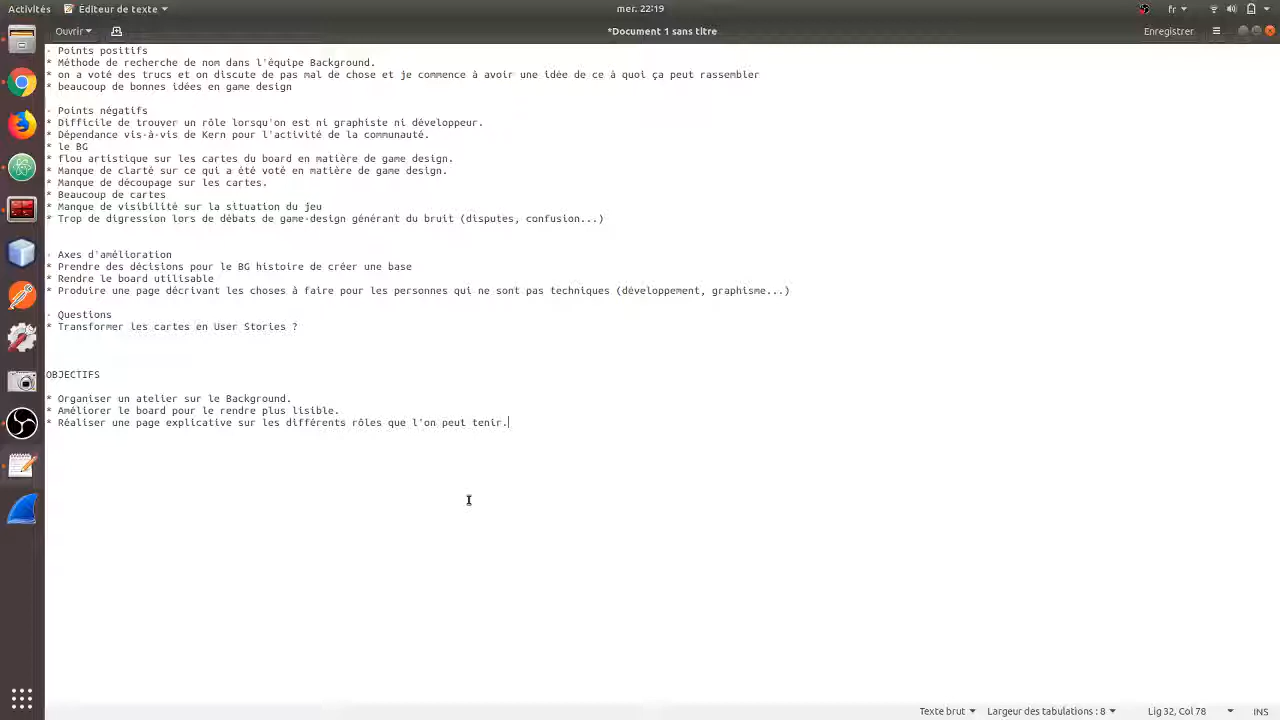 Activités Éditeur de texte mer. 22:19 fr
Ouvrir *Document 1 sans titre Enregistrer
- Points positifs
* Méthode de recherche de nom dans l'équipe Background.
* on a voté des trucs et on discute de pas mal de chose et je commence à avoir une idée de ce à quoi ça peut rassembler
* beaucoup de bonnes idées en game design
- Points négatifs
* Difficile de trouver un rôle lorsqu'on est ni graphiste ni développeur.
* Dépendance vis-à-vis de Kern pour l'activité de la communauté.
* le BG
* flou artistique sur les cartes du board en matière de game design.
* Manque de clarté sur ce qui a été voté en matière de game design.
* Manque de découpage sur les cartes.
* Beaucoup de cartes
* Manque de visibilité sur la situation du jeu
* Trop de digression lors de débats de game-design générant du bruit (disputes, confusion...)
- Axes d'amélioration
* Prendre des décisions pour le BG histoire de créer une base
* Rendre le board utilisable
* Produire une page décrivant les choses à faire pour les personnes qui ne sont pas techniques (développement, graphisme...)
- Questions
* Transformer les cartes en User Stories ?
OBJECTIFS
* Organiser un atelier sur le Background.
* Améliorer le board pour le rendre plus lisible.
* Réaliser une page explicative sur les différents rôles que l'on peut tenir.
Texte brut Largeur des tabulations : 8 Lig 32, Col 78 INS